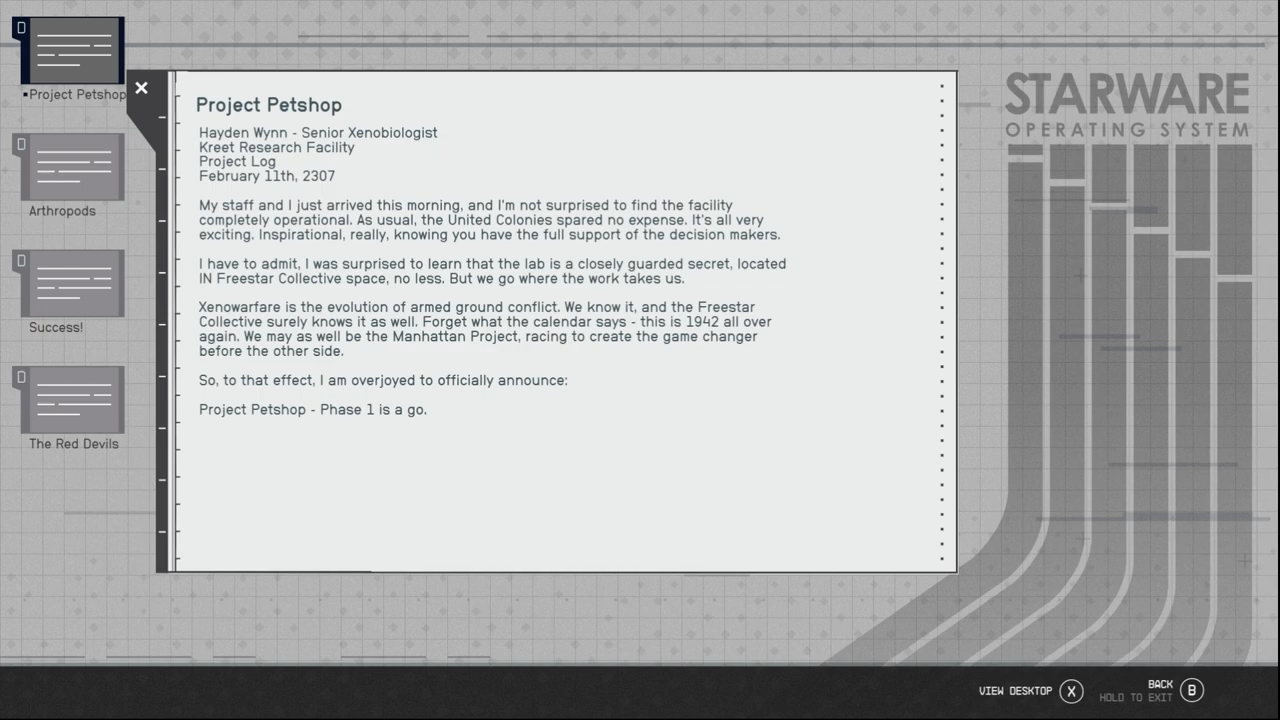 Project Petshop
Arthropods
Success!
The Red Devils
Project Petshop
Hayden Wynn - Senior Xenobiologist
Kreet Research Facility
Project Log
February 11th, 2307
My staff and I just arrived this morning, and I'm not surprised to find the facility
completely operational. As usual, the United Colonies spared no expense. It's all very
exciting. Inspirational, really, knowing you have the full support of the decision makers.
I have to admit, I was surprised to learn that the lab is a closely guarded secret, located
IN Freestar Collective space, no less. But we go where the work takes us.
Xenowarfare is the evolution of armed ground conflict. We know it, and the Freestar
Collective surely knows it as well. Forget what the calendar says - this is 1942 all over
again. We may as well be the Manhattan Project, racing to create the game changer
before the other side.
So, to that effect, I am overjoyed to officially announce:
Project Petshop - Phase 1 is a go.
STARWARE
OPERATING SYSTEM
VIEW DESKTOP X
BACK B
HOLD TO EXIT